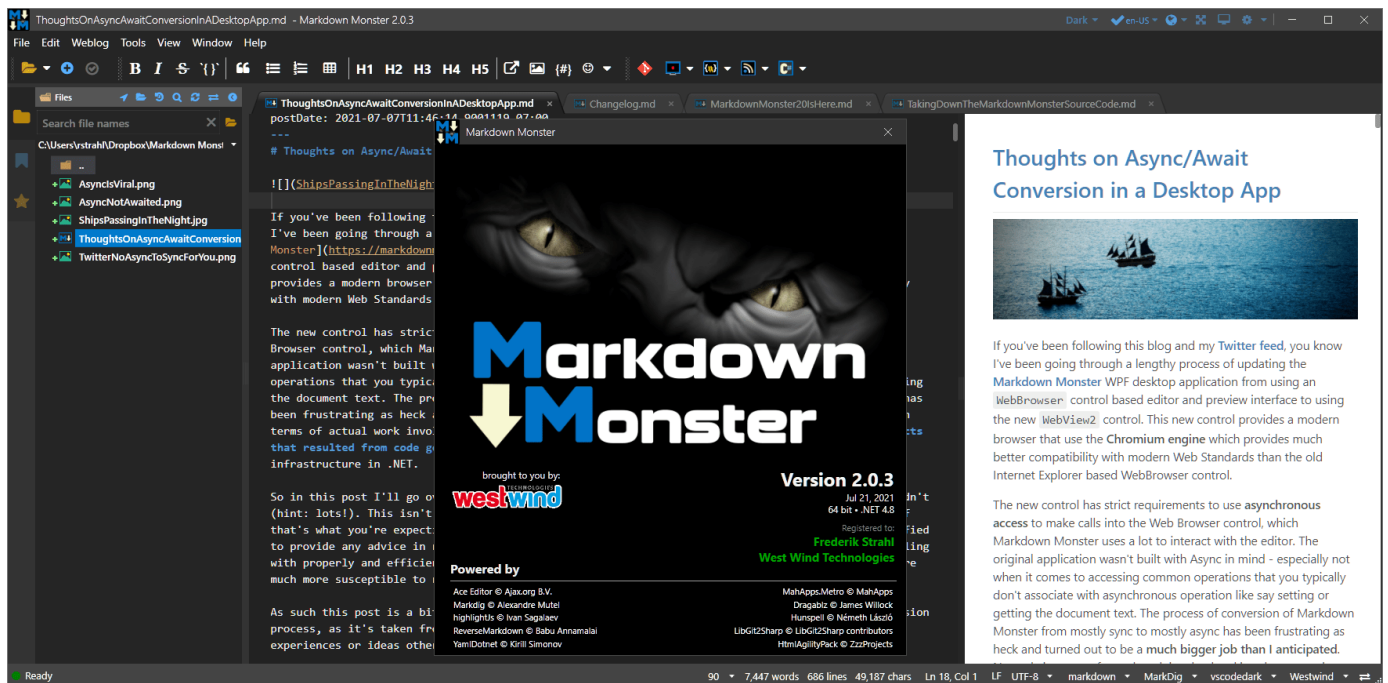 ThoughtsOnAsyncAwaitConversionInADesktopApp.md - Markdown Monster 2.0.3
Dark
en-US
File Edit Weblog Tools View Window Help
B I S `{}` H1 H2 H3 H4 H5 {#}
Files
Search file names
C:\Users\rstrahl\Dropbox\Markdown Monst
..
AsyncIsViral.png
AsyncNotAwaited.png
ShipsPassingInTheNight.jpg
ThoughtsOnAsyncAwaitConversion
TwitterNoAsyncToSyncForYou.png
ThoughtsOnAsyncAwaitConversionInADesktopApp.md
Changelog.md
MarkdownMonster20IsHere.md
TakingDownTheMarkdownMonsterSourceCode.md
postDate: 2021-07-07T11:46:14.9001119-07:00
---
# Thoughts on Async/Await
![](ShipsPassingInTheNight
If you've been following
I've been going through a
Monster](https://markdownm
control based editor and
provides a modern browser
with modern Web Standards
The new control has strict
Browser control, which Mar
application wasn't built
operations that you typica
the document text. The pro
been frustrating as heck
terms of actual work invol
that resulted from code g
infrastructure in .NET.
So in this post I'll go ov
(hint: lots!). This isn't
that's what you're expecti
to provide any advice in
with properly and efficien
much more susceptible to
As such this post is a bi
process, as it's taken fr
experiences or ideas othe
Markdown Monster
Markdown
Monster
brought to you by:
west wind
TECHNOLOGIES
Version 2.0.3
Jul 21, 2021
64 bit • .NET 4.8
Registered to:
Frederik Strahl
West Wind Technologies
Powered by
Ace Editor © Ajax.org B.V.
Markdig © Alexandre Mutel
highlightJs © Ivan Sagalaev
ReverseMarkdown © Babu Annamalai
YamlDotnet © Kirill Simonov
MahApps.Metro © MahApps
Dragablz © James Willock
Hunspell © Németh László
LibGit2Sharp © LibGit2Sharp contributors
HtmlAgilityPack © ZzzProjects
Thoughts on Async/Await
Conversion in a Desktop App
If you've been following this blog and my Twitter feed, you know
I've been going through a lengthy process of updating the
Markdown Monster WPF desktop application from using an
WebBrowser control based editor and preview interface to using
the new WebView2 control. This new control provides a modern
browser that use the Chromium engine which provides much
better compatibility with modern Web Standards than the old
Internet Explorer based WebBrowser control.
The new control has strict requirements to use asynchronous
access to make calls into the Web Browser control, which
Markdown Monster uses a lot to interact with the editor. The
original application wasn't built with Async in mind - especially not
when it comes to accessing common operations that you typically
don't associate with asynchronous operation like say setting or
getting the document text. The process of conversion of Markdown
Monster from mostly sync to mostly async has been frustrating as
heck and turned out to be a much bigger job than I anticipated.
Ready
90 7,447 words 686 lines 49,187 chars Ln 18, Col 1 LF UTF-8 markdown MarkDig vscodedark Westwind